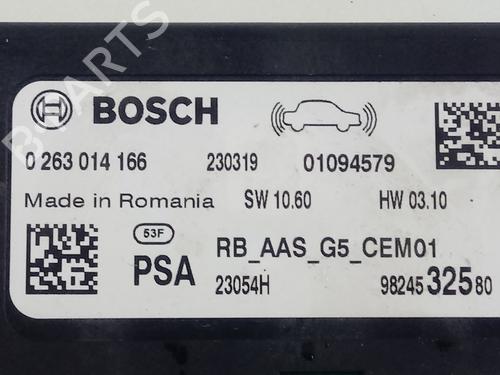 B PARTS
BOSCH
0 263 014 166 230319 01094579
Made in Romania SW 10.60 HW 03.10
53F
PSA RB_AAS_G5_CEM01
23054H 98245 325 80